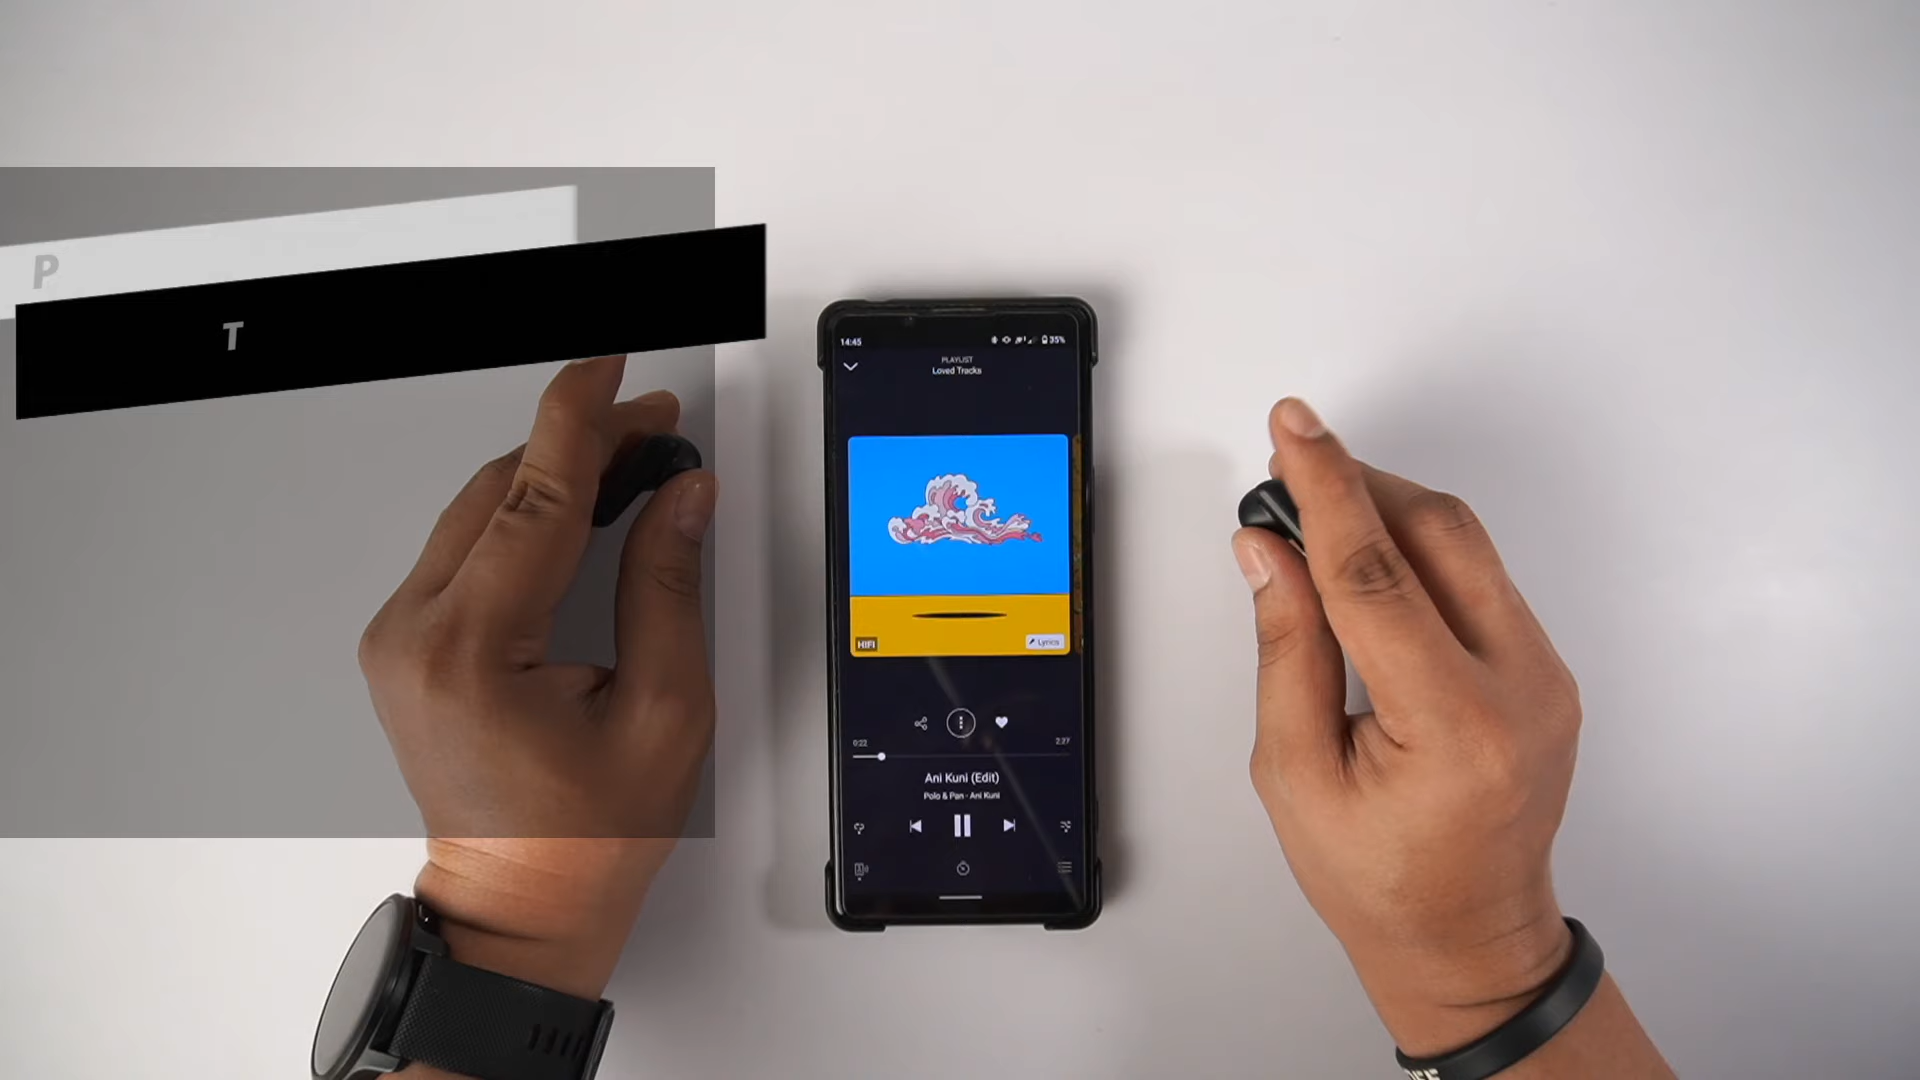 P
T
14:45
35%
PLAYLIST
Loved Tracks
HIFI
Lyrics
0:22
2:27
Ani Kuni (Edit)
Polo & Pan · Ani Kuni